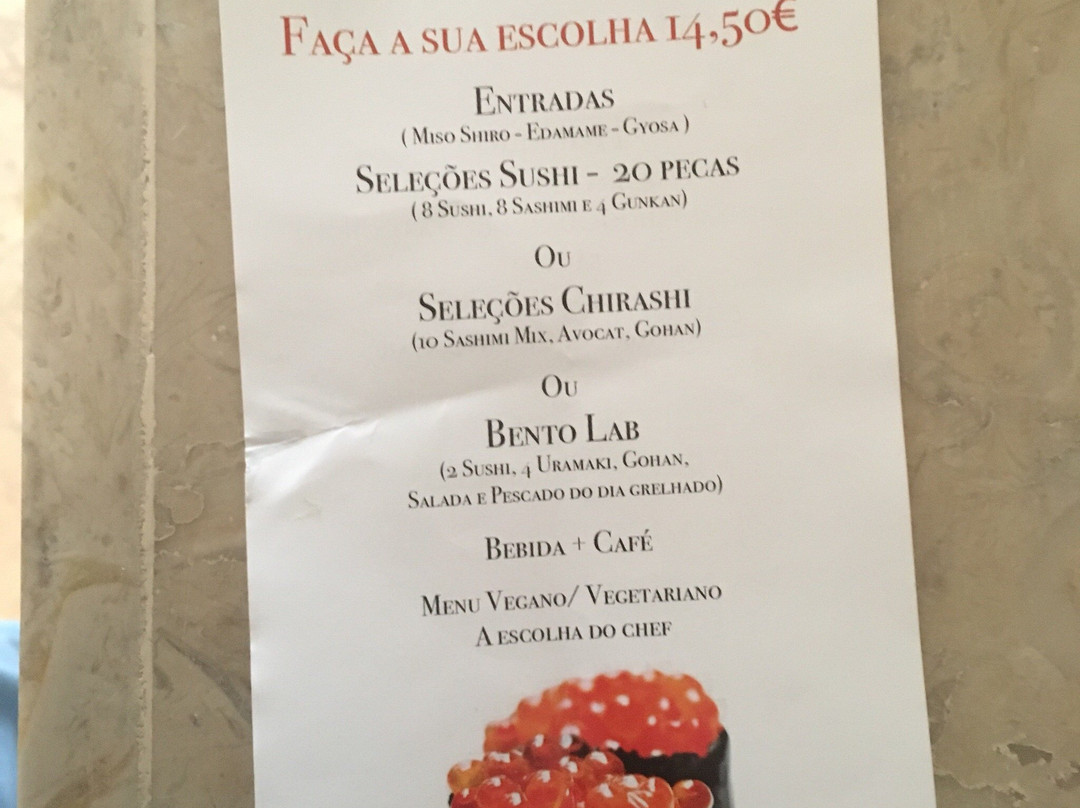 Faça a sua escolha 14,50€
Entradas
( Miso Shiro - Edamame - Gyosa )
Seleções Sushi - 20 pecas
( 8 Sushi, 8 Sashimi e 4 Gunkan)
Ou
Seleções Chirashi
(10 Sashimi Mix, Avocat, Gohan)
Ou
Bento Lab
(2 Sushi, 4 Uramaki, Gohan,
Salada e Pescado do dia grelhado)
Bebida + Café
Menu Vegano/ Vegetariano
A escolha do chef